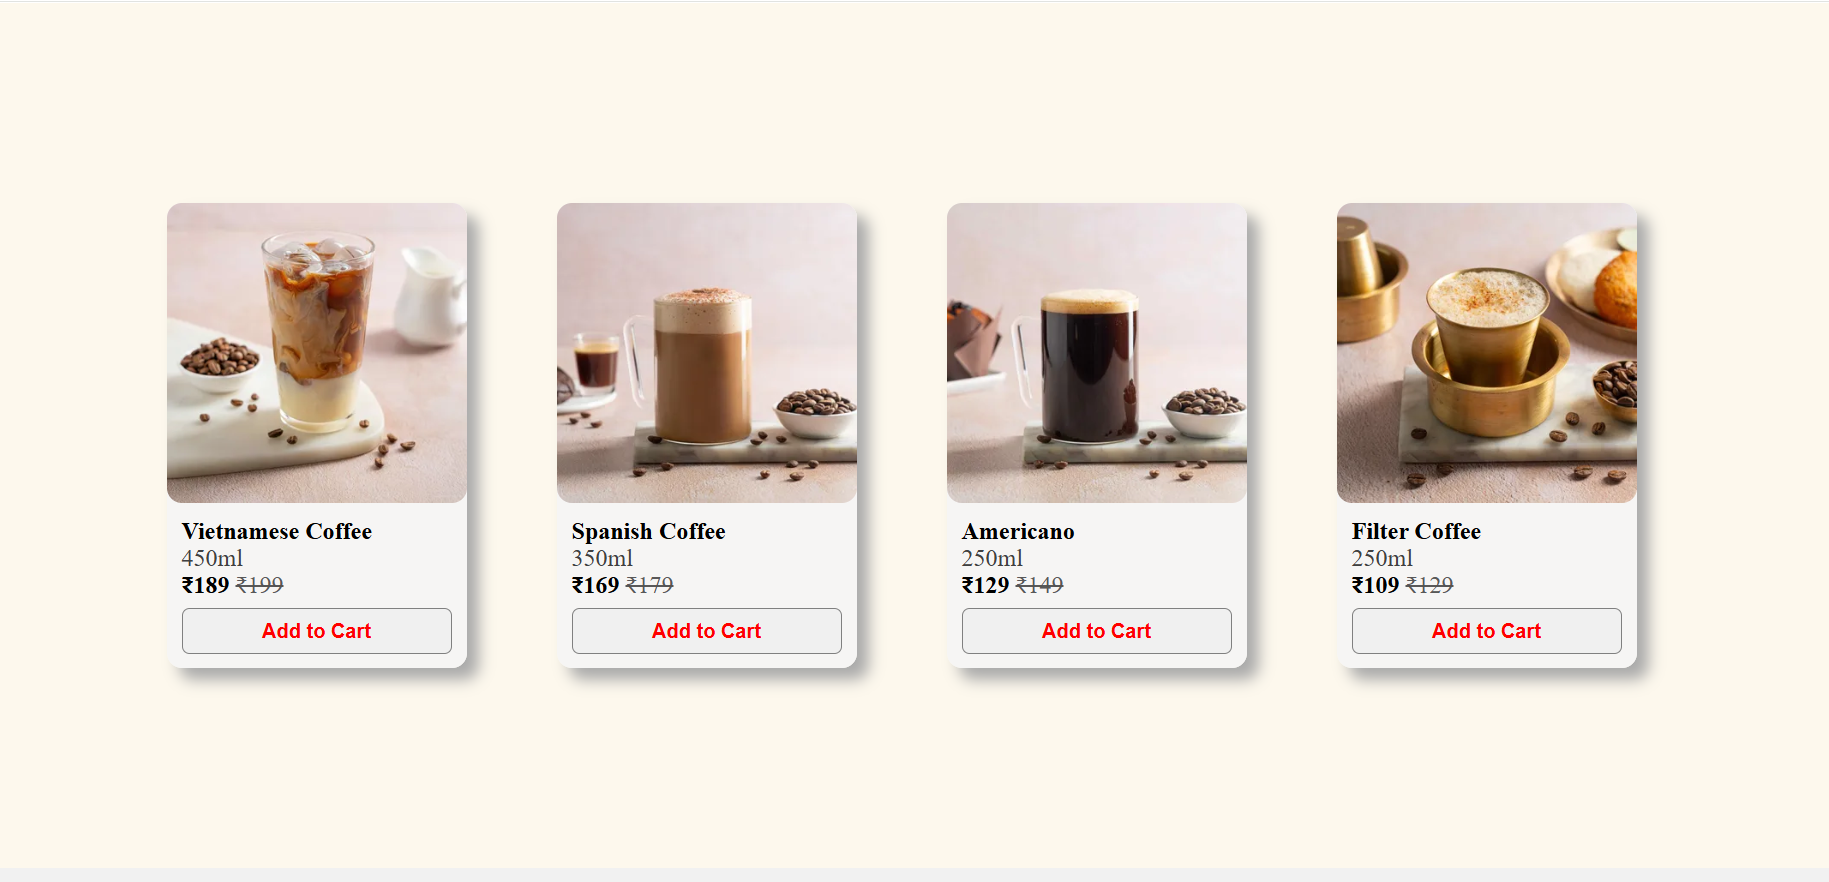 Vietnamese Coffee
450ml
₹189 ₹199
Add to Cart
Spanish Coffee
350ml
₹169 ₹179
Add to Cart
Americano
250ml
₹129 ₹149
Add to Cart
Filter Coffee
250ml
₹109 ₹129
Add to Cart